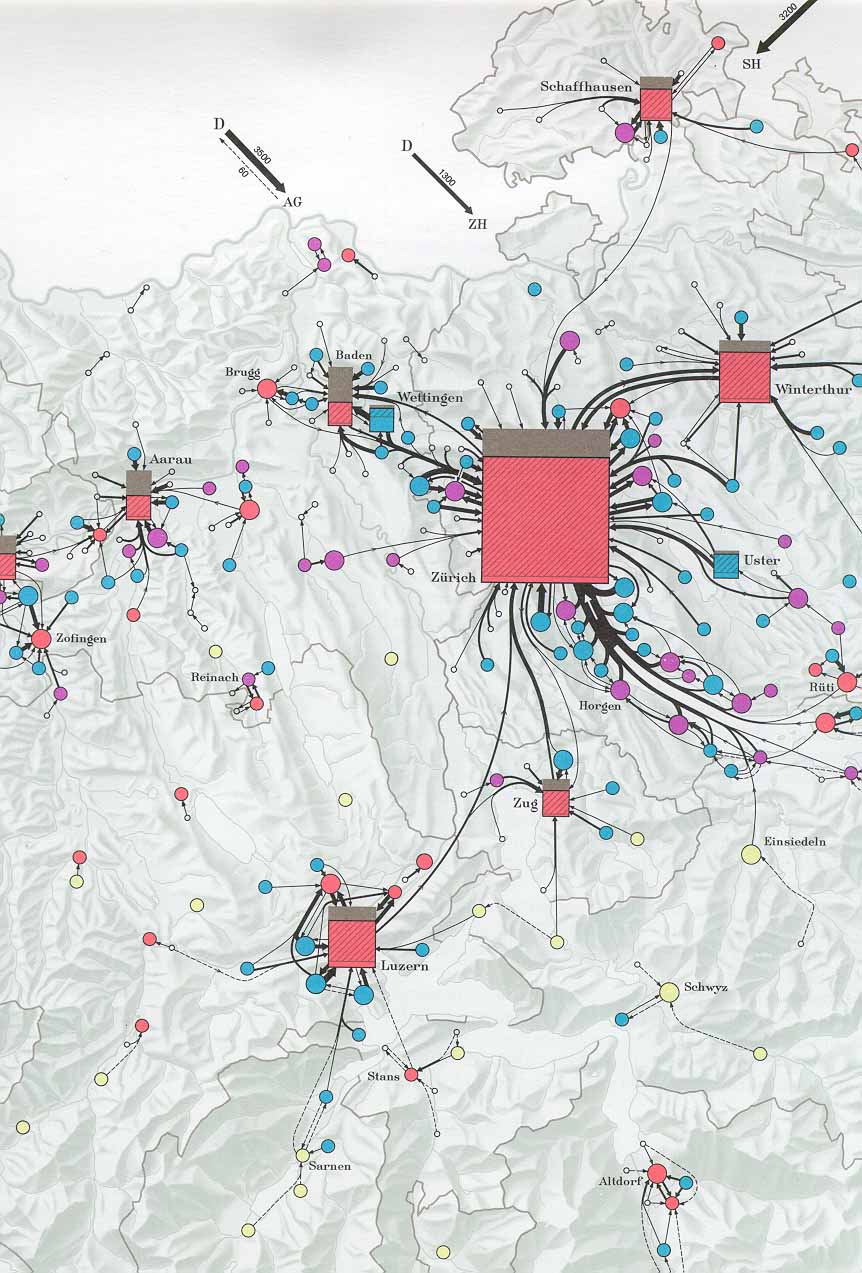 3200
SH
Schaffhausen
D
3500
60
AG
D
1300
ZH
Baden
Brugg
Wettingen
Winterthur
Aarau
Zürich
Uster
Zofingen
Reinach
Rüti
Horgen
Zug
Einsiedeln
Luzern
Schwyz
Stans
Sarnen
Altdorf